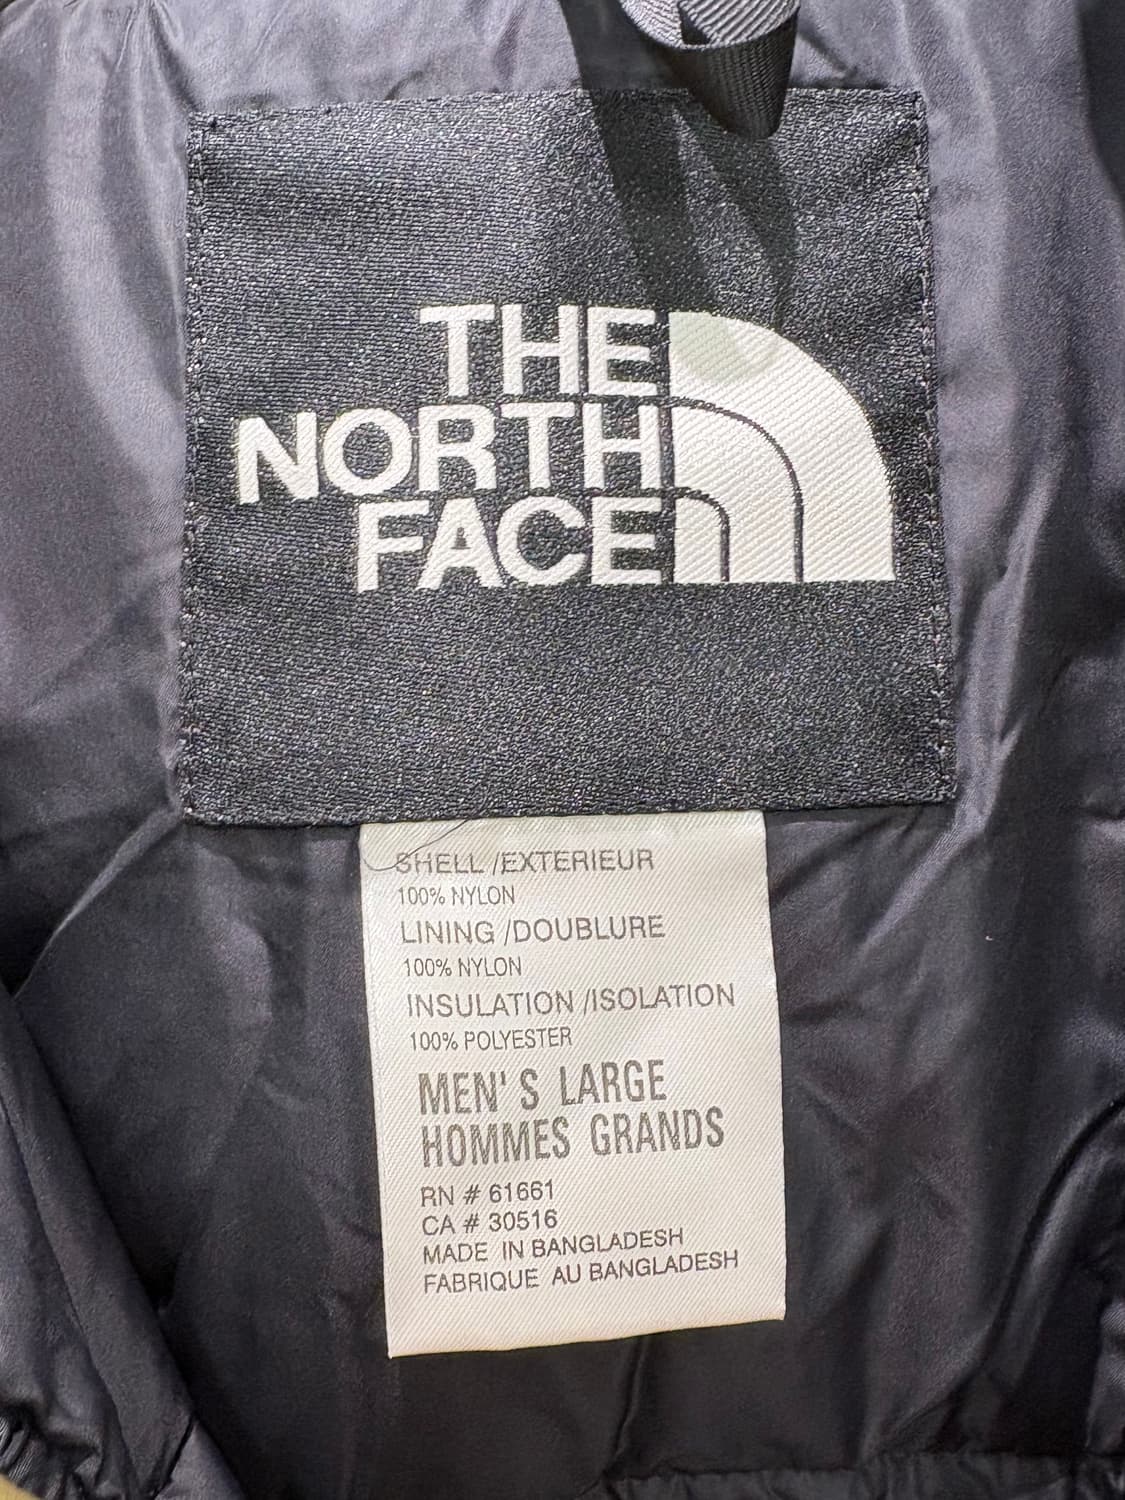 THE
NORTH
FACE
SHELL /EXTERIEUR
100% NYLON
LINING /DOUBLURE
100% NYLON
INSULATION /ISOLATION
100% POLYESTER
MEN' S LARGE
HOMMES GRANDS
RN # 61661
CA # 30516
MADE IN BANGLADESH
FABRIQUE AU BANGLADESH